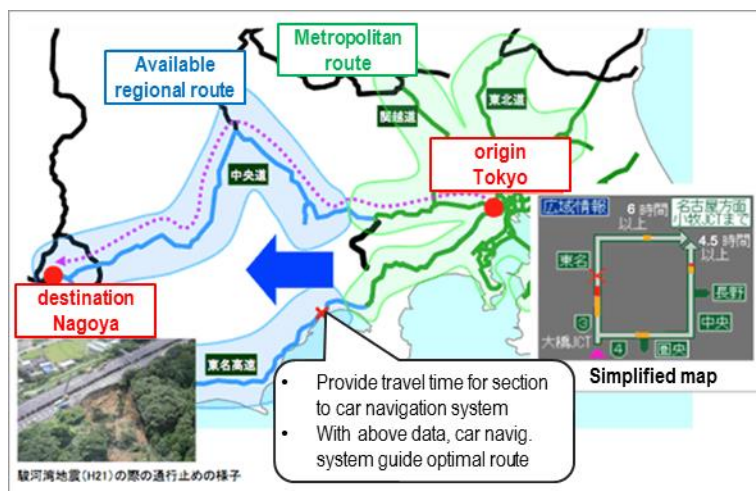 Metropolitan
route
Available
regional route
関越道
東北道
origin
Tokyo
中央道
destination
Nagoya
東名高速
広域情報
6 時間
以上
名古屋方面
小牧JCTまで
4.5 時間
以上
東名
長野
中央
3
大橋JCT
4
圏央
Simplified map
• Provide travel time for section
to car navigation system
• With above data, car navig.
system guide optimal route
駿河湾地震(H21)の際の通行止めの様子